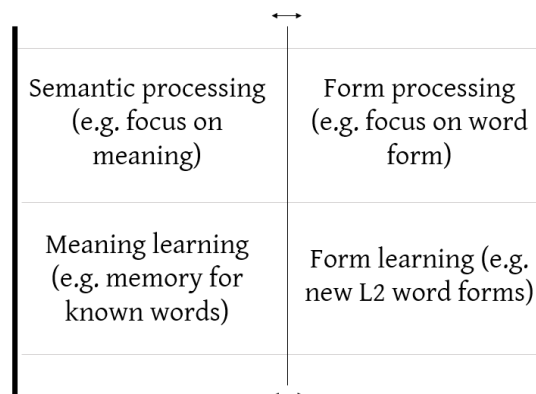 Semantic processing
(e.g. focus on
meaning)
Form processing
(e.g. focus on word
form)
Meaning learning
(e.g. memory for
known words)
Form learning (e.g.
new L2 word forms)